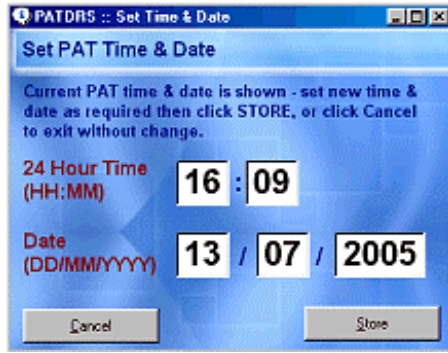 PATDRS :: Set Time & Date
Set PAT Time & Date
Current PAT time & date is shown - set new time &
date as required then click STORE, or click Cancel
to exit without change.
24 Hour Time
(HH:MM)
16 : 09
Date
(DD/MM/YYYY)
13 / 07 / 2005
Cancel
Store